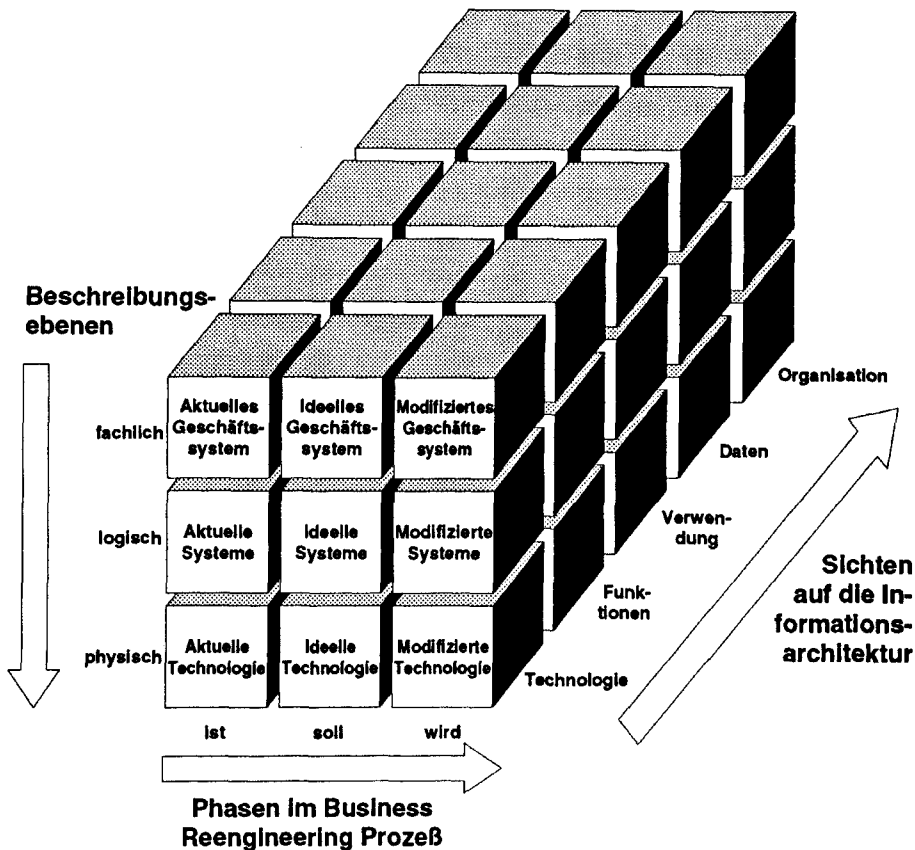 Beschreibungs-
ebenen
fachlich
Aktuelles
Geschäfts-
system
Ideelles
Geschäfts-
system
Modifiziertes
Geschäfts-
system
logisch
Aktuelle
Systeme
Ideelle
Systeme
Modifizierte
Systeme
physisch
Aktuelle
Technologie
Ideelle
Technologie
Modifizierte
Technologie
ist
soll
wird
Phasen im Business
Reengineering Prozeß
Technologie
Funk-
tionen
Verwen-
dung
Daten
Organisation
Sichten
auf die In-
formations-
architektur